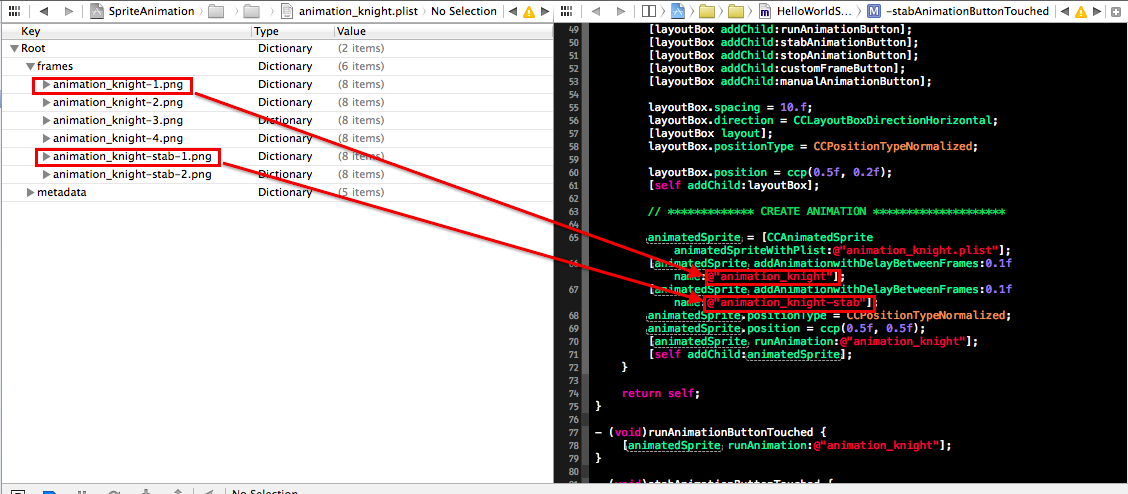 SpriteAnimation animation_knight.plist No Selection
Key Type Value
Root Dictionary (2 items)
frames Dictionary (6 items)
animation_knight-1.png Dictionary (8 items)
animation_knight-2.png Dictionary (8 items)
animation_knight-3.png Dictionary (8 items)
animation_knight-4.png Dictionary (8 items)
animation_knight-stab-1.png Dictionary (8 items)
animation_knight-stab-2.png Dictionary (8 items)
metadata Dictionary (5 items)
No Selection
HelloWorldS... M -stabAnimationButtonTouched
49 [layoutBox addChild:runAnimationButton];
50 [layoutBox addChild:stabAnimationButton];
51 [layoutBox addChild:stopAnimationButton];
52 [layoutBox addChild:customFrameButton];
53 [layoutBox addChild:manualAnimationButton];
54
55 layoutBox.spacing = 10.f;
56 layoutBox.direction = CCLayoutBoxDirectionHorizontal;
57 [layoutBox layout];
58 layoutBox.positionType = CCPositionTypeNormalized;
59
60 layoutBox.position = ccp(0.5f, 0.2f);
61 [self addChild:layoutBox];
62
63 // ************* CREATE ANIMATION ********************
64
65 animatedSprite = [CCAnimatedSprite
animatedSpriteWithPlist:@"animation_knight.plist"];
66 [animatedSprite addAnimationwithDelayBetweenFrames:0.1f
name:@"animation_knight"];
67 [animatedSprite addAnimationwithDelayBetweenFrames:0.1f
name:@"animation_knight-stab"];
68 animatedSprite.positionType = CCPositionTypeNormalized;
69 animatedSprite.position = ccp(0.5f, 0.5f);
70 [animatedSprite runAnimation:@"animation_knight"];
71 [self addChild:animatedSprite];
72 }
73
74 return self;
75 }
76
77 - (void)runAnimationButtonTouched {
78 [animatedSprite runAnimation:@"animation_knight"];
79 }
80
81 - (void)stabAnimationButtonTouched {